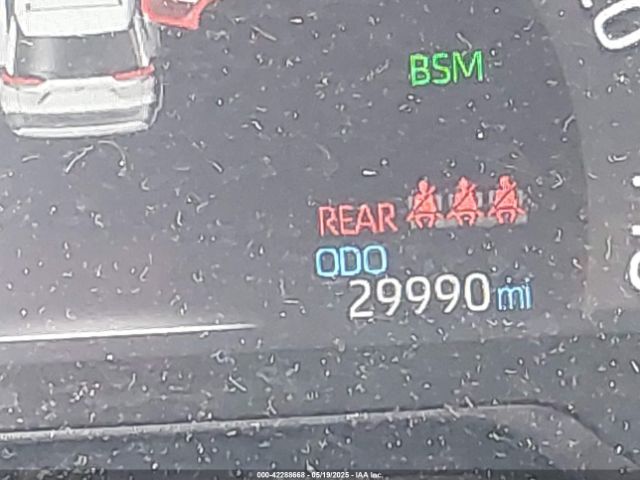 BSM
REAR
ODO
29990 mi
000-42288668 - 05/19/2025 - IAA Inc.